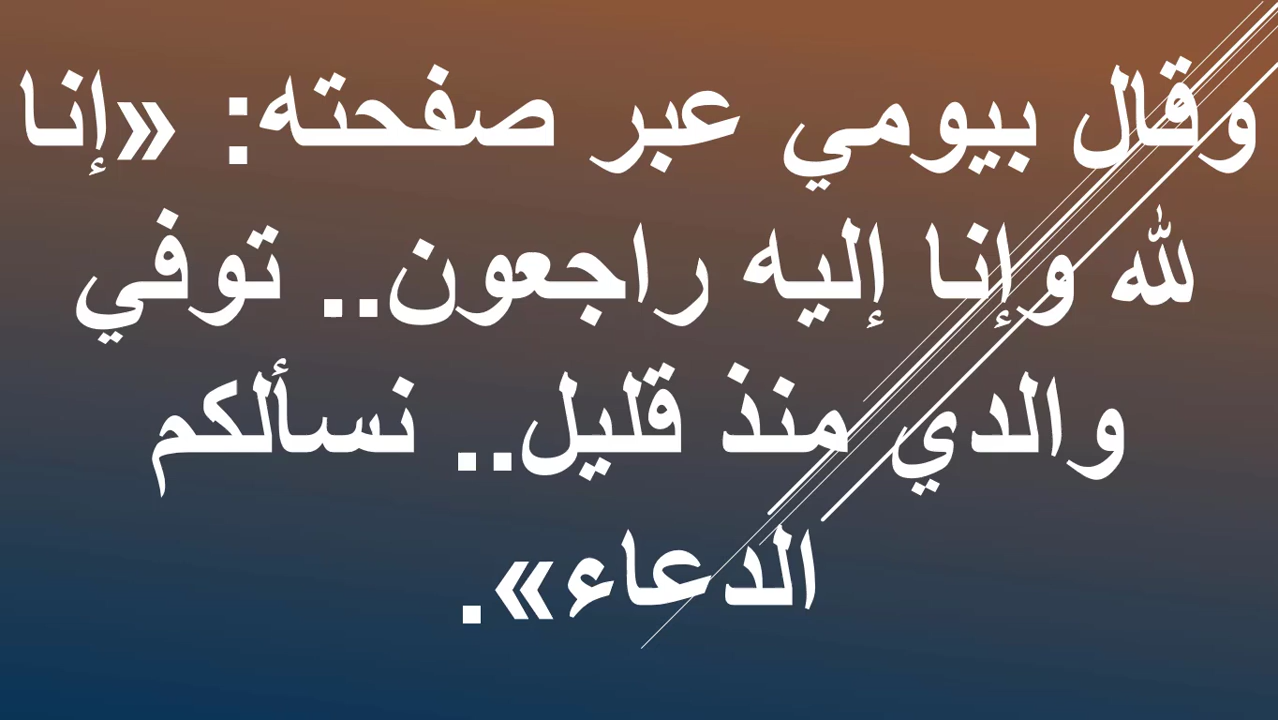 وقال بيومي عبر صفحته: «إنا
لله وإنا إليه راجعون.. توفي
والدي منذ قليل.. نسألكم
الدعاء».